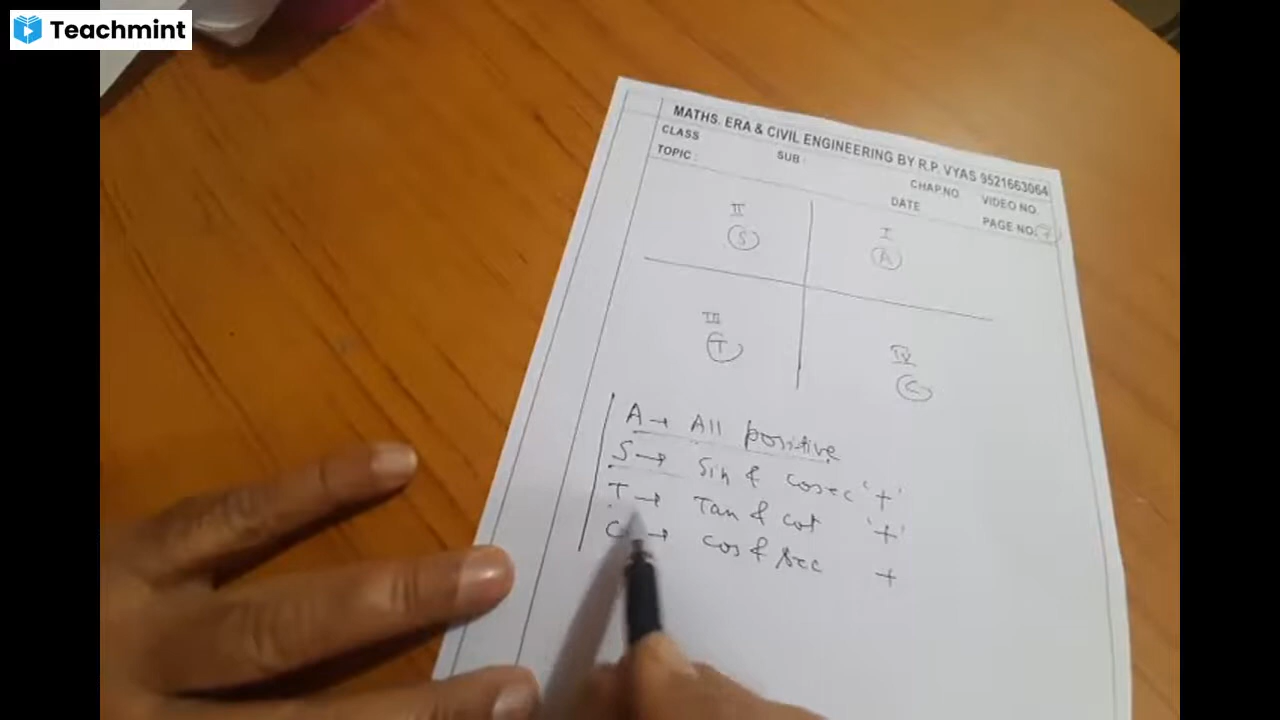 Teachmint
MATHS. ERA & CIVIL ENGINEERING BY R.P. VYAS 9521663064
CLASS
SUB :
CHAP.NO
VIDEO NO.
TOPIC :
DATE
PAGE NO. 7
II
S
I
A
III
T
IV
C
A → All positive
S → Sin & cosec '+'
T → Tan & cot '+'
C → cos & sec +